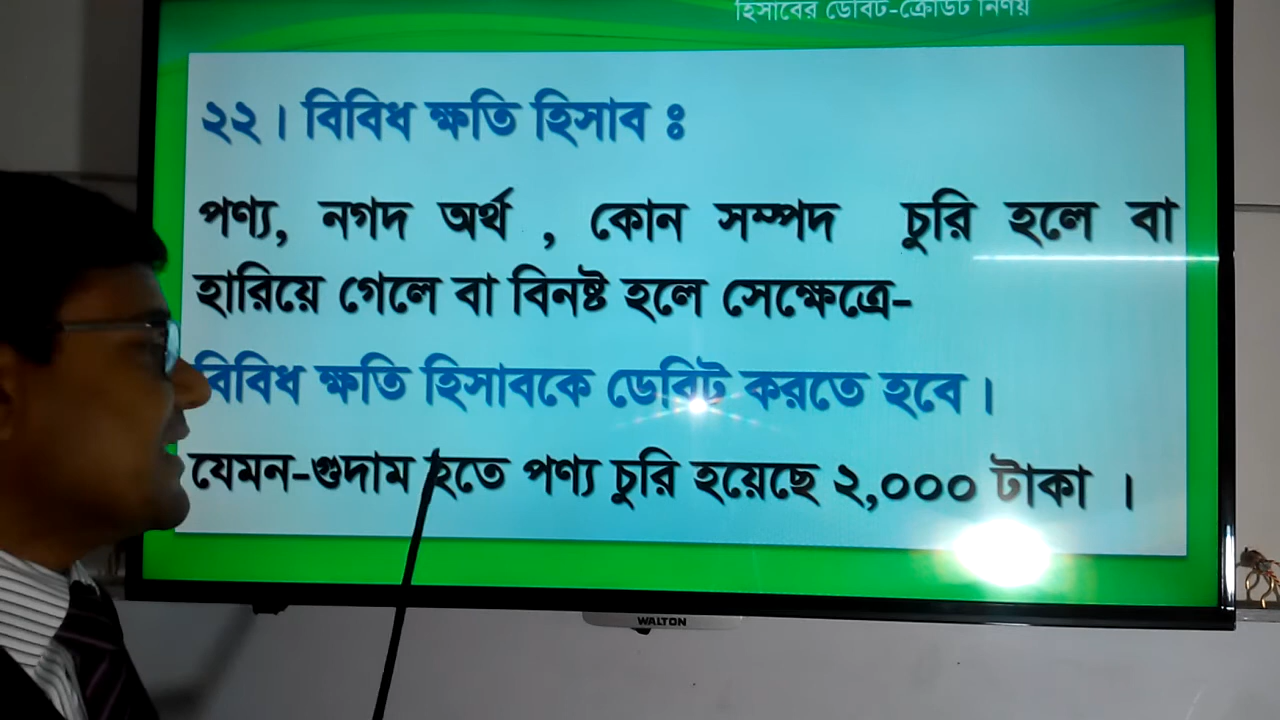 হিসাবের ডেবিট-ক্রেডিট নির্ণয়
২২। বিবিধ ক্ষতি হিসাব ঃ
পণ্য, নগদ অর্থ , কোন সম্পদ চুরি হলে বা
হারিয়ে গেলে বা বিনষ্ট হলে সেক্ষেত্রে-
বিবিধ ক্ষতি হিসাবকে ডেবিট করতে হবে।
যেমন-গুদাম হতে পণ্য চুরি হয়েছে ২,০০০ টাকা ।
WALTON